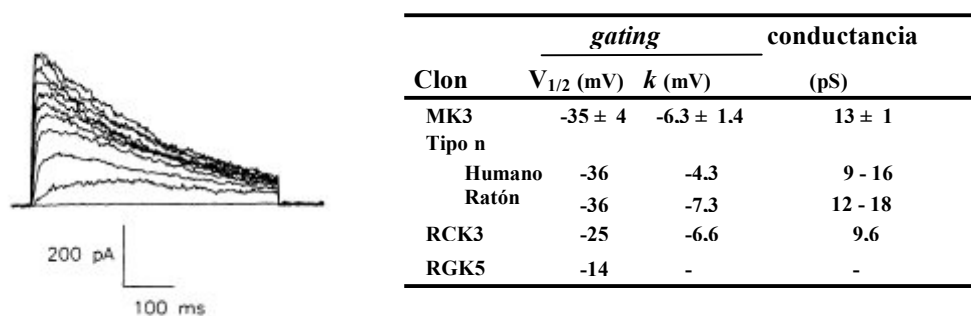 200 pA
100 ms
gating conductancia
Clon V1/2 (mV) k (mV) (pS)
MK3 -35 ± 4 -6.3 ± 1.4 13 ± 1
Tipo n
Humano -36 -4.3 9 - 16
Ratón -36 -7.3 12 - 18
RCK3 -25 -6.6 9.6
RGK5 -14 - -